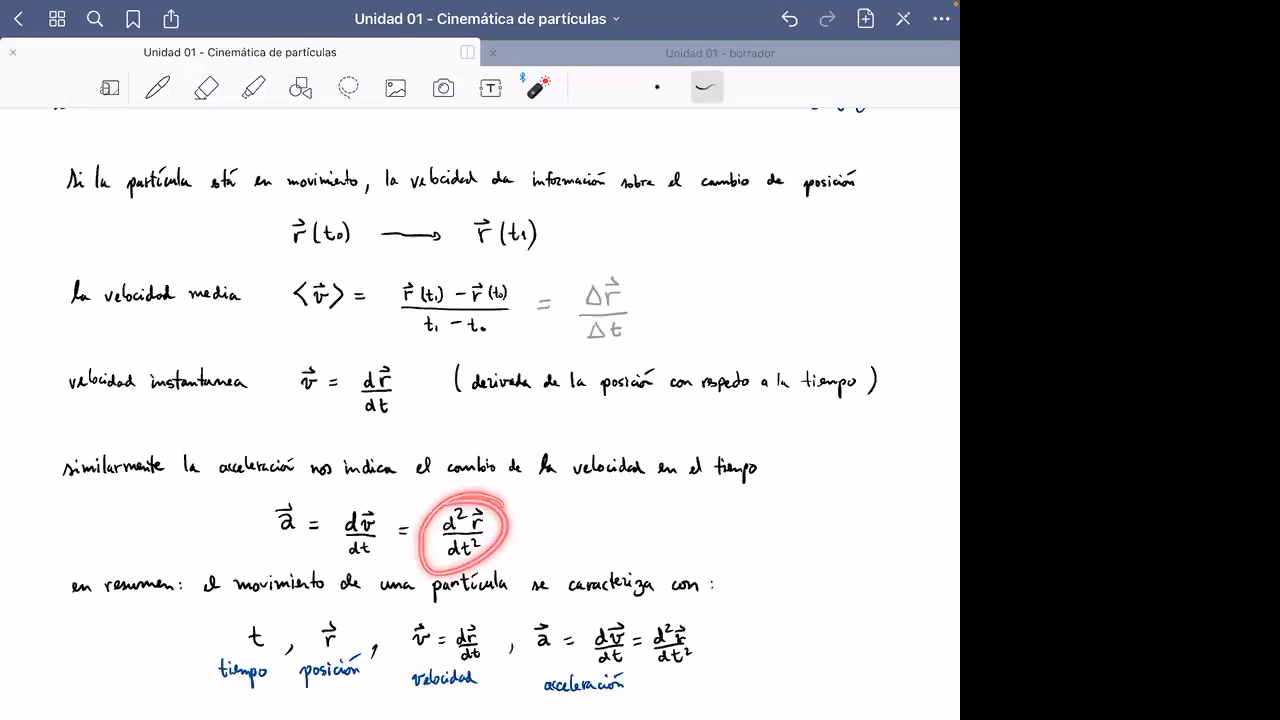 Unidad 01 - Cinemática de partículas
Unidad 01 - Cinemática de partículas
Unidad 01 - borrador
Si la partícula está en movimiento, la velocidad da información sobre el cambio de posición
r⃗(t₀) ⟶ r⃗(t₁)
la velocidad media ⟨v⃗⟩ = (r⃗(t₁) − r⃗(t₀))/(t₁ − t₀) = Δr⃗/Δt
velocidad instantanea v⃗ = dr⃗/dt (derivada de la posición con respecto a la tiempo)
similarmente la aceleración nos indica el cambio de la velocidad en el tiempo
a⃗ = dv⃗/dt = d²r⃗/dt²
en resumen: el movimiento de una partícula se caracteriza con:
t , r⃗ , v⃗ = dr⃗/dt , a⃗ = dv⃗/dt = d²r⃗/dt²
tiempo posición velocidad aceleración